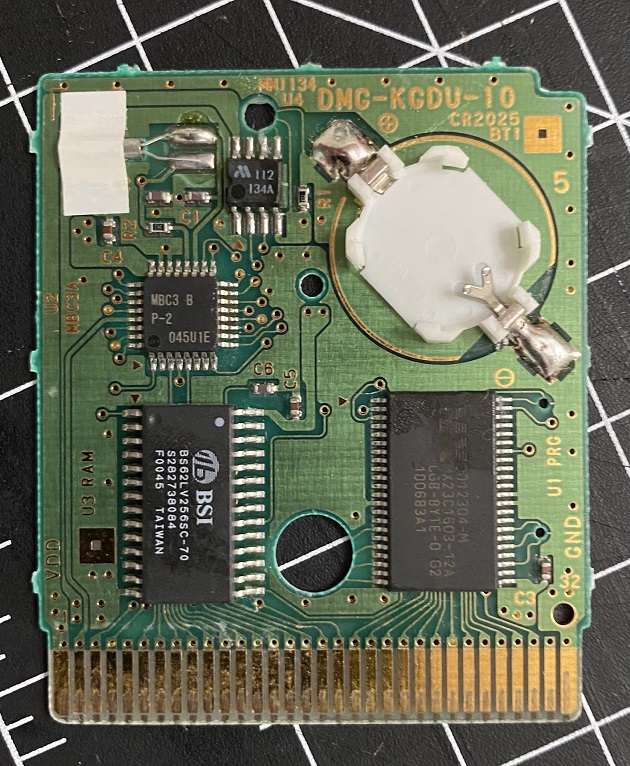 MM1134
U4
DMG-KGDU-10
CR2025
BT1
5
112
134A
R1
C1
R2
C4
U2
MBC3A
MBC3 B
P-2
045U1E
C6
C5
U3 RAM
BSI
BS62LV256SC-70
S282738084
F0045 TAIWAN
U1 PRG
VDD
GND
C3
32